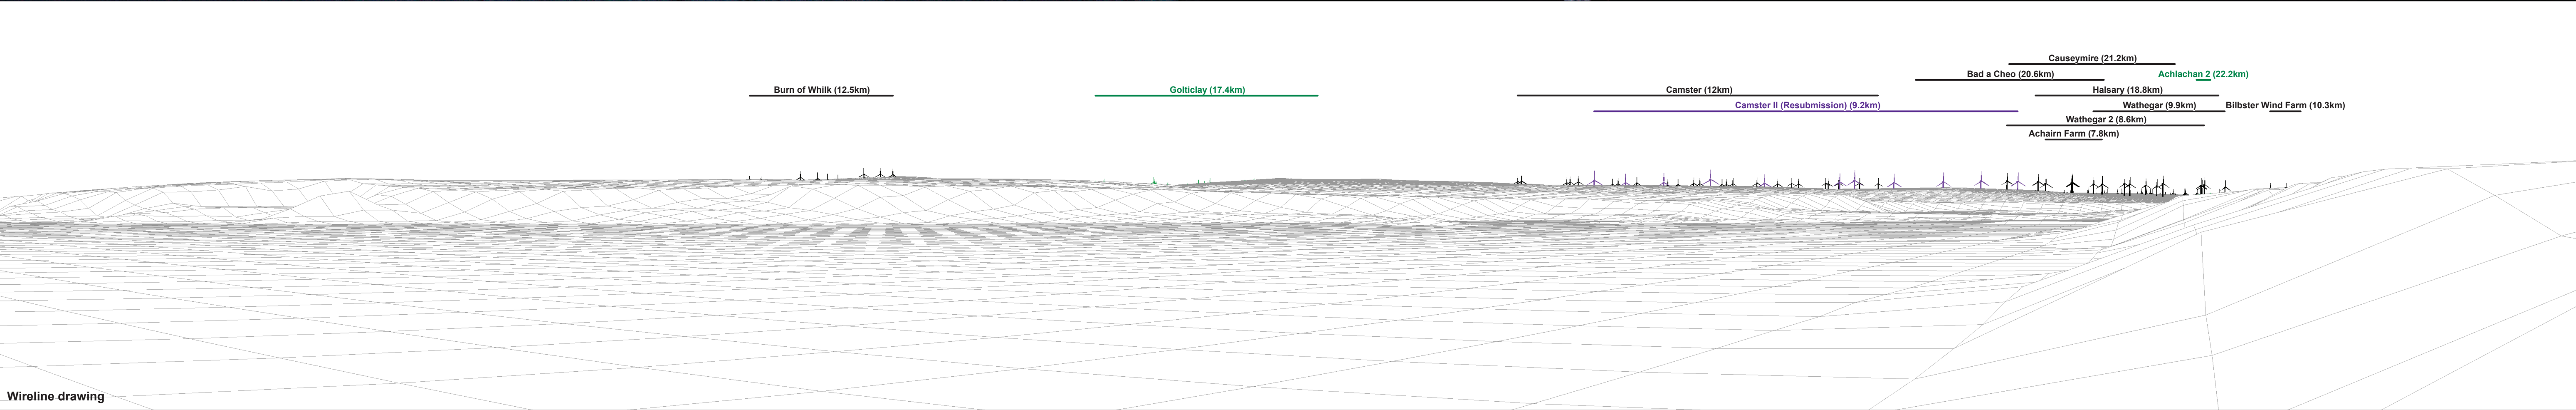 Causeymire (21.2km)
Bad a Cheo (20.6km)
Achlachan 2 (22.2km)
Burn of Whilk (12.5km)
Golticlay (17.4km)
Camster (12km)
Halsary (18.8km)
Camster II (Resubmission) (9.2km)
Wathegar (9.9km)
Bilbster Wind Farm (10.3km)
Wathegar 2 (8.6km)
Achairn Farm (7.8km)
Wireline drawing